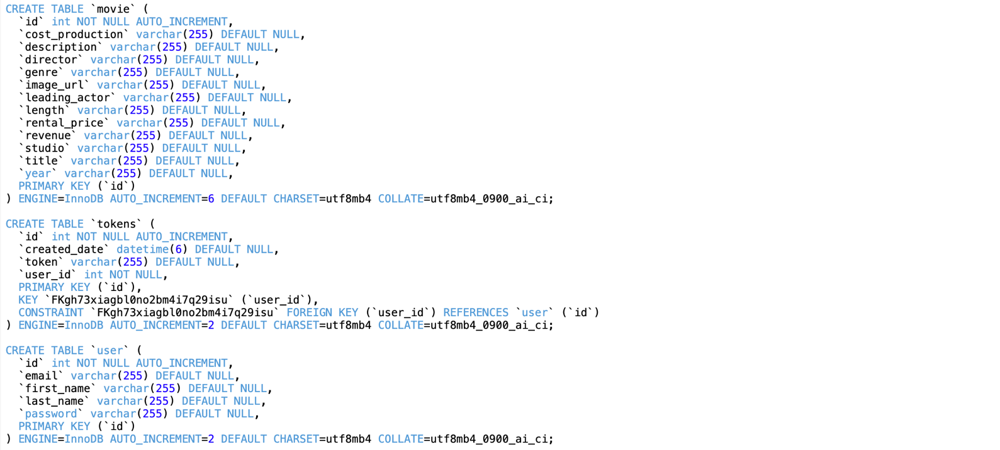 CREATE TABLE `movie` (
  `id` int NOT NULL AUTO_INCREMENT,
  `cost_production` varchar(255) DEFAULT NULL,
  `description` varchar(255) DEFAULT NULL,
  `director` varchar(255) DEFAULT NULL,
  `genre` varchar(255) DEFAULT NULL,
  `image_url` varchar(255) DEFAULT NULL,
  `leading_actor` varchar(255) DEFAULT NULL,
  `length` varchar(255) DEFAULT NULL,
  `rental_price` varchar(255) DEFAULT NULL,
  `revenue` varchar(255) DEFAULT NULL,
  `studio` varchar(255) DEFAULT NULL,
  `title` varchar(255) DEFAULT NULL,
  `year` varchar(255) DEFAULT NULL,
  PRIMARY KEY (`id`)
) ENGINE=InnoDB AUTO_INCREMENT=6 DEFAULT CHARSET=utf8mb4 COLLATE=utf8mb4_0900_ai_ci;

CREATE TABLE `tokens` (
  `id` int NOT NULL AUTO_INCREMENT,
  `created_date` datetime(6) DEFAULT NULL,
  `token` varchar(255) DEFAULT NULL,
  `user_id` int NOT NULL,
  PRIMARY KEY (`id`),
  KEY `FKgh73xiagbl0no2bm4i7q29isu` (`user_id`),
  CONSTRAINT `FKgh73xiagbl0no2bm4i7q29isu` FOREIGN KEY (`user_id`) REFERENCES `user` (`id`)
) ENGINE=InnoDB AUTO_INCREMENT=2 DEFAULT CHARSET=utf8mb4 COLLATE=utf8mb4_0900_ai_ci;

CREATE TABLE `user` (
  `id` int NOT NULL AUTO_INCREMENT,
  `email` varchar(255) DEFAULT NULL,
  `first_name` varchar(255) DEFAULT NULL,
  `last_name` varchar(255) DEFAULT NULL,
  `password` varchar(255) DEFAULT NULL,
  PRIMARY KEY (`id`)
) ENGINE=InnoDB AUTO_INCREMENT=2 DEFAULT CHARSET=utf8mb4 COLLATE=utf8mb4_0900_ai_ci;